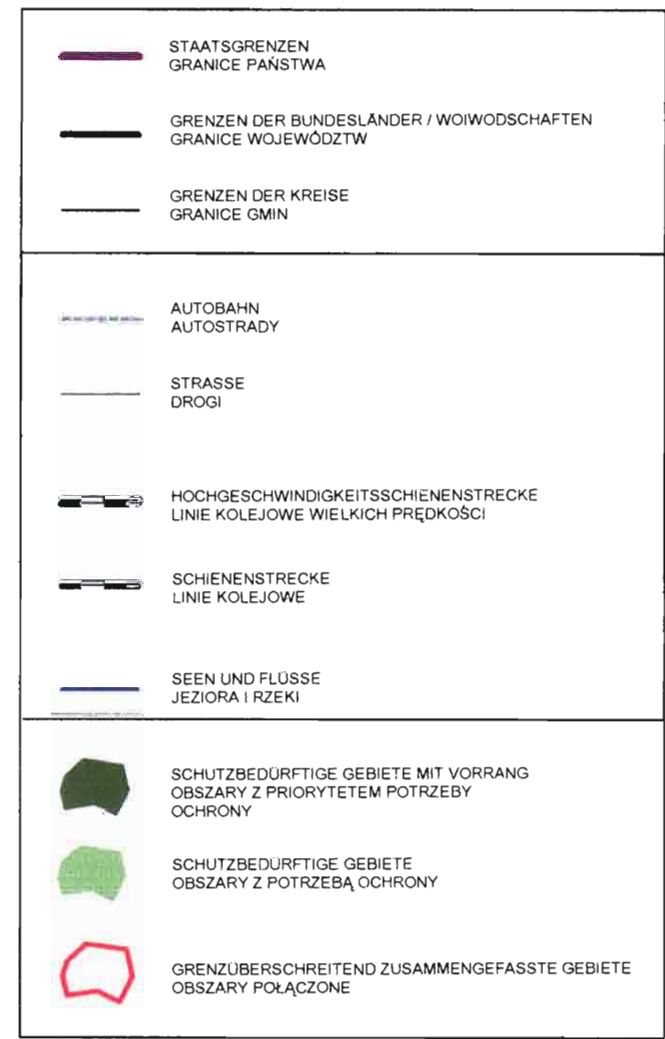 STAATSGRENZEN
GRANICE PAŃSTWA
GRENZEN DER BUNDESLÄNDER / WOIWODSCHAFTEN
GRANICE WOJEWÓDZTW
GRENZEN DER KREISE
GRANICE GMIN
AUTOBAHN
AUTOSTRADY
STRASSE
DROGI
HOCHGESCHWINDIGKEITSSCHIENENSTRECKE
LINIE KOLEJOWE WIELKICH PRĘDKOŚCI
SCHIENENSTRECKE
LINIE KOLEJOWE
SEEN UND FLÜSSE
JEZIORA I RZEKI
SCHUTZBEDÜRFTIGE GEBIETE MIT VORRANG
OBSZARY Z PRIORYTETEM POTRZEBY
OCHRONY
SCHUTZBEDÜRFTIGE GEBIETE
OBSZARY Z POTRZEBĄ OCHRONY
GRENZÜBERSCHREITEND ZUSAMMENGEFASSTE GEBIETE
OBSZARY POŁĄCZONE